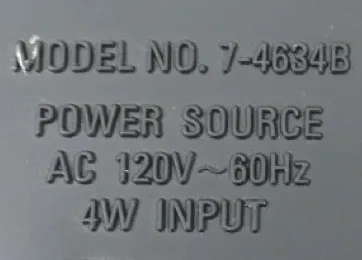 MODEL NO. 7-4634B
POWER SOURCE
AC 120V~60Hz
4W INPUT